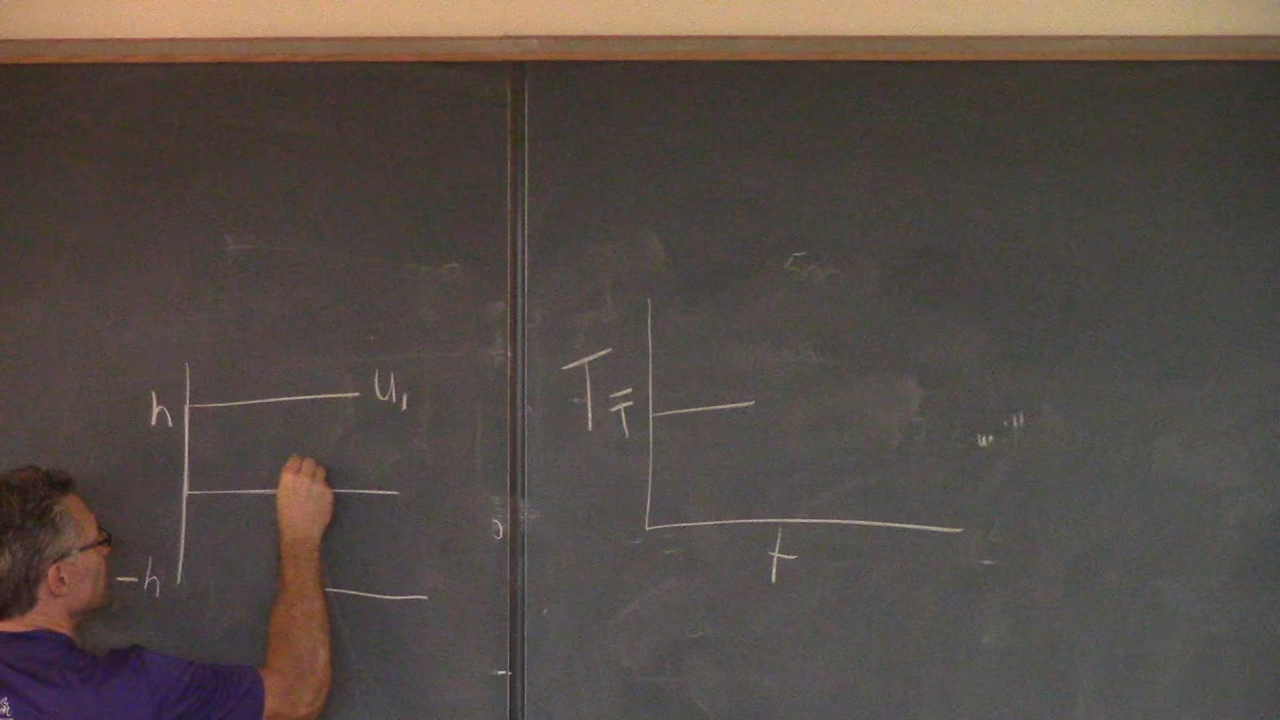 h
u₁
-h
T
= T
t